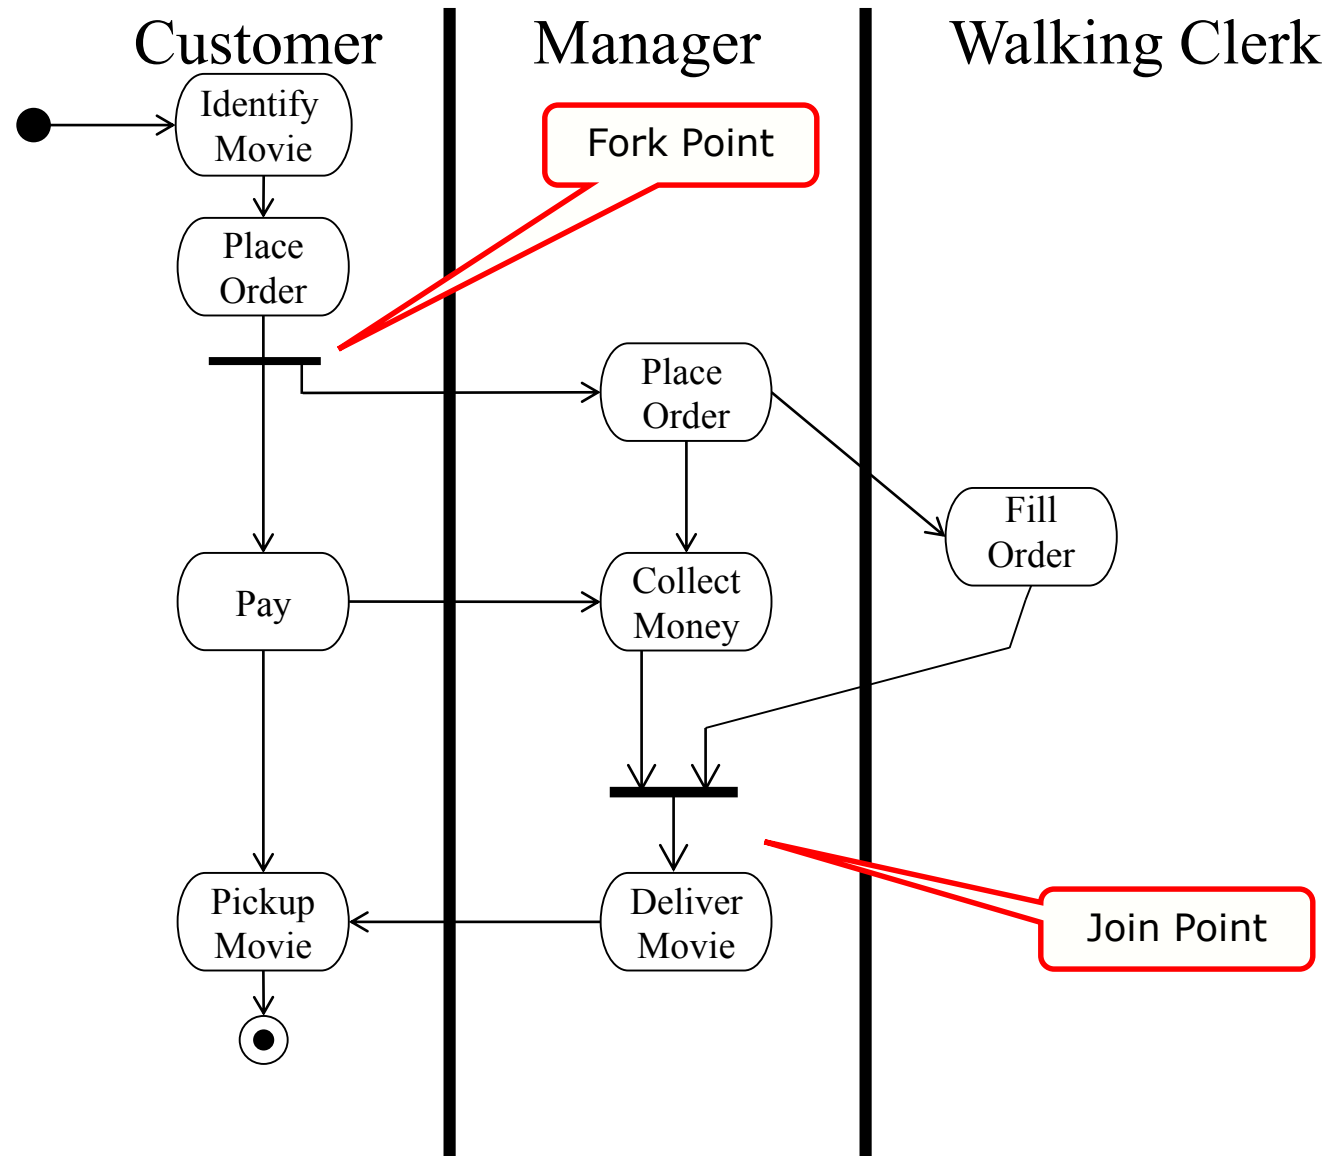 Customer
Manager
Walking Clerk
Identify
Movie
Fork Point
Place
Order
Place
Order
Fill
Order
Pay
Collect
Money
Pickup
Movie
Deliver
Movie
Join Point